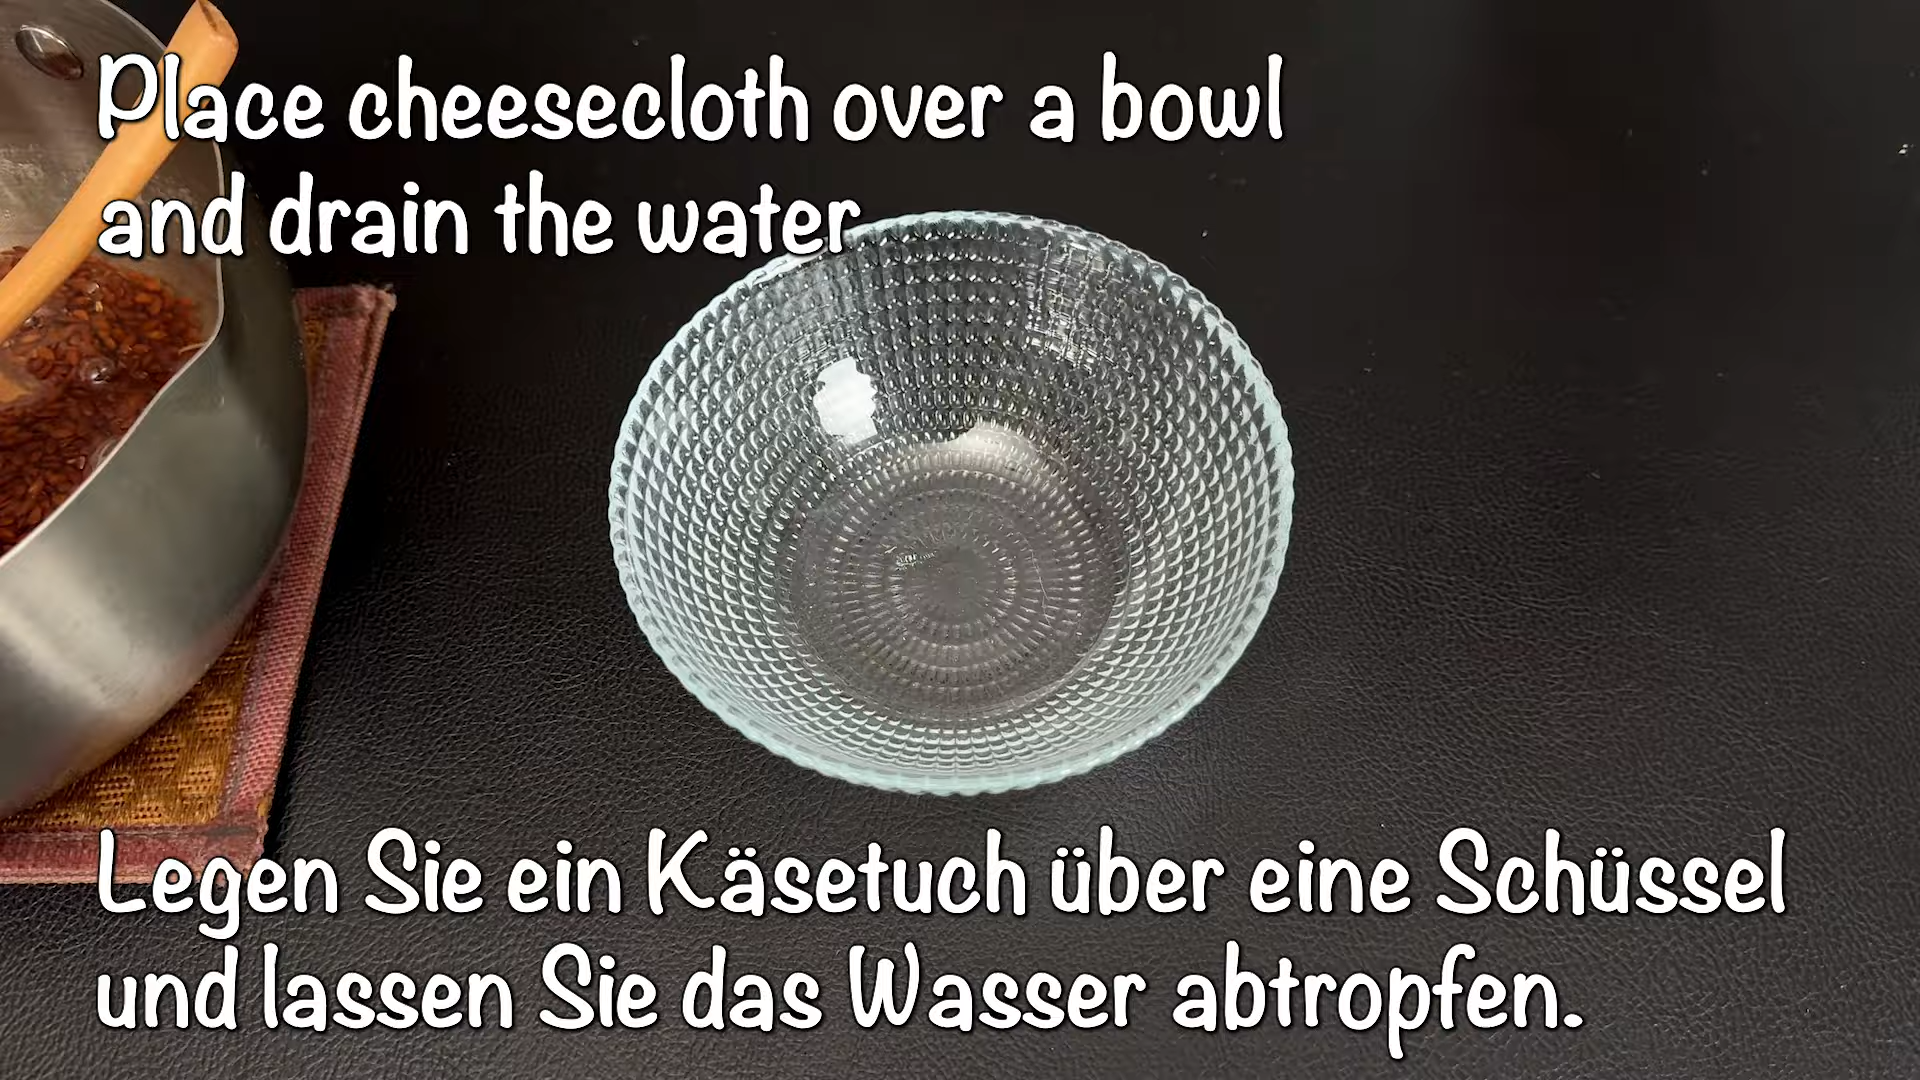 Place cheesecloth over a bowl
and drain the water
Legen Sie ein Käsetuch über eine Schüssel
und lassen Sie das Wasser abtropfen.